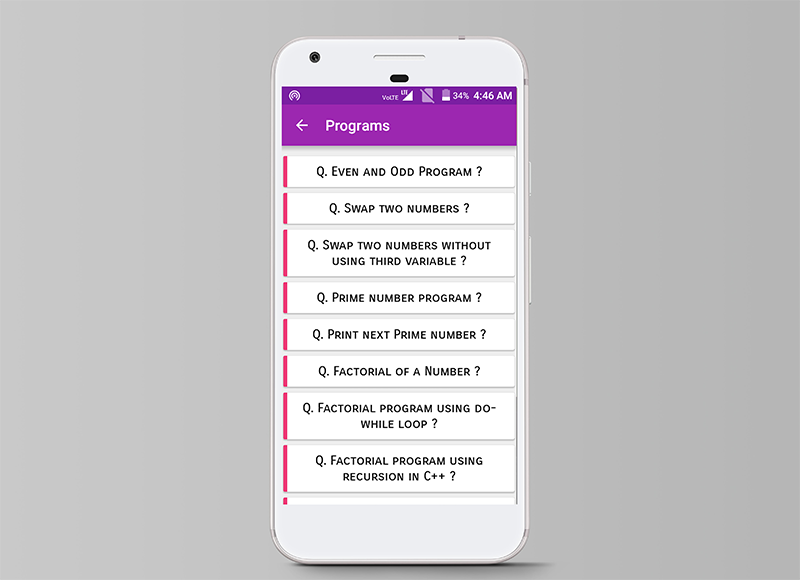 VoLTE LTE 34% 4:46 AM
Programs
Q. Even and Odd Program ?
Q. Swap two numbers ?
Q. Swap two numbers without
using third variable ?
Q. Prime number program ?
Q. Print next Prime number ?
Q. Factorial of a Number ?
Q. Factorial program using do-
while loop ?
Q. Factorial program using
recursion in C++ ?